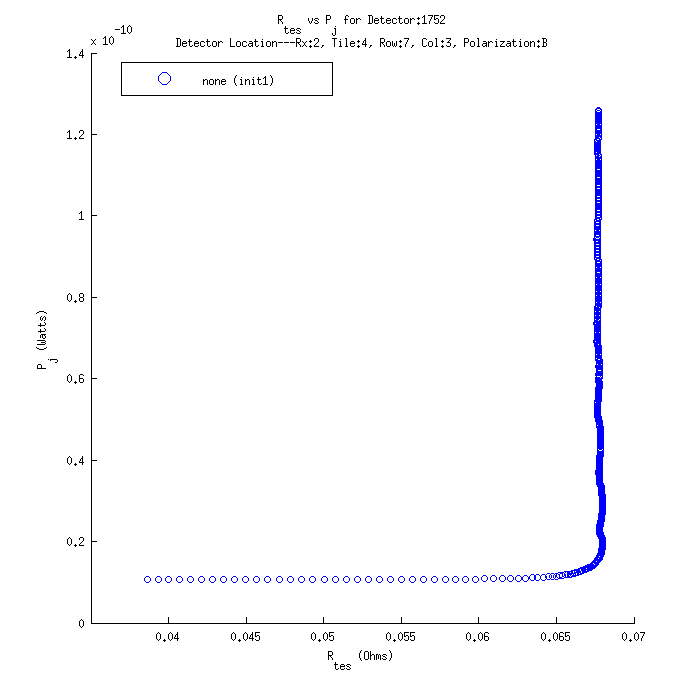 R_tes vs P_j for Detector:1752
Detector Location---Rx:2, Tile:4, Row:7, Col:3, Polarization:B
x 10^-10
none (init1)
1.4
1.2
1
0.8
0.6
0.4
0.2
0
P_j (Watts)
0.04 0.045 0.05 0.055 0.06 0.065 0.07
R_tes (Ohms)